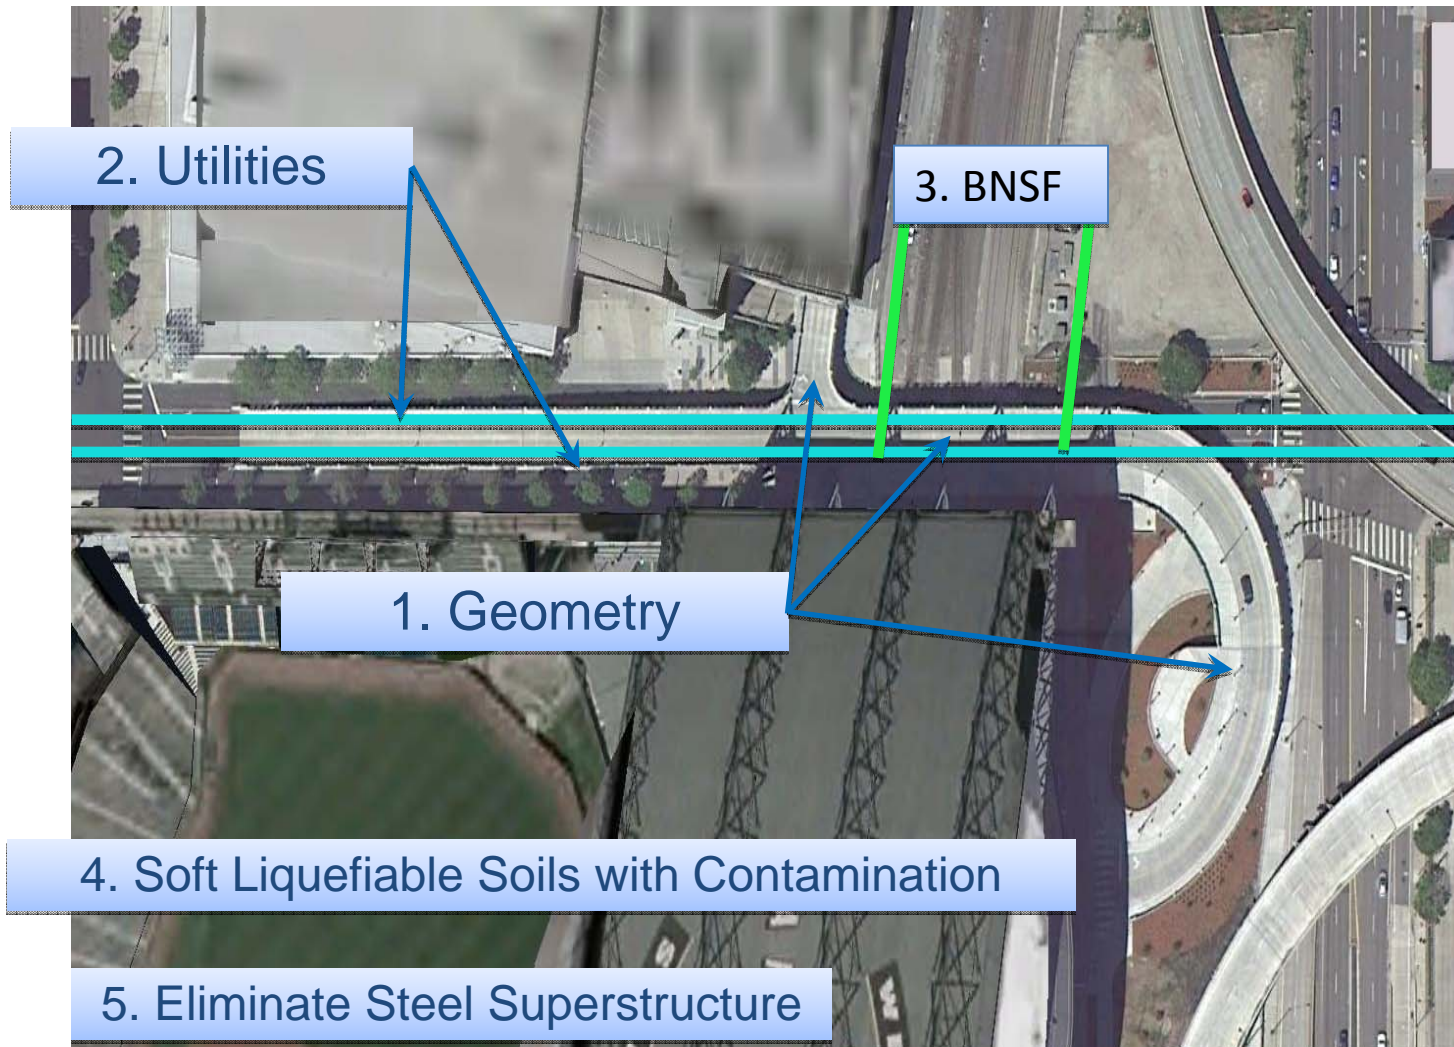 2. Utilities
3. BNSF
1. Geometry
4. Soft Liquefiable Soils with Contamination
5. Eliminate Steel Superstructure